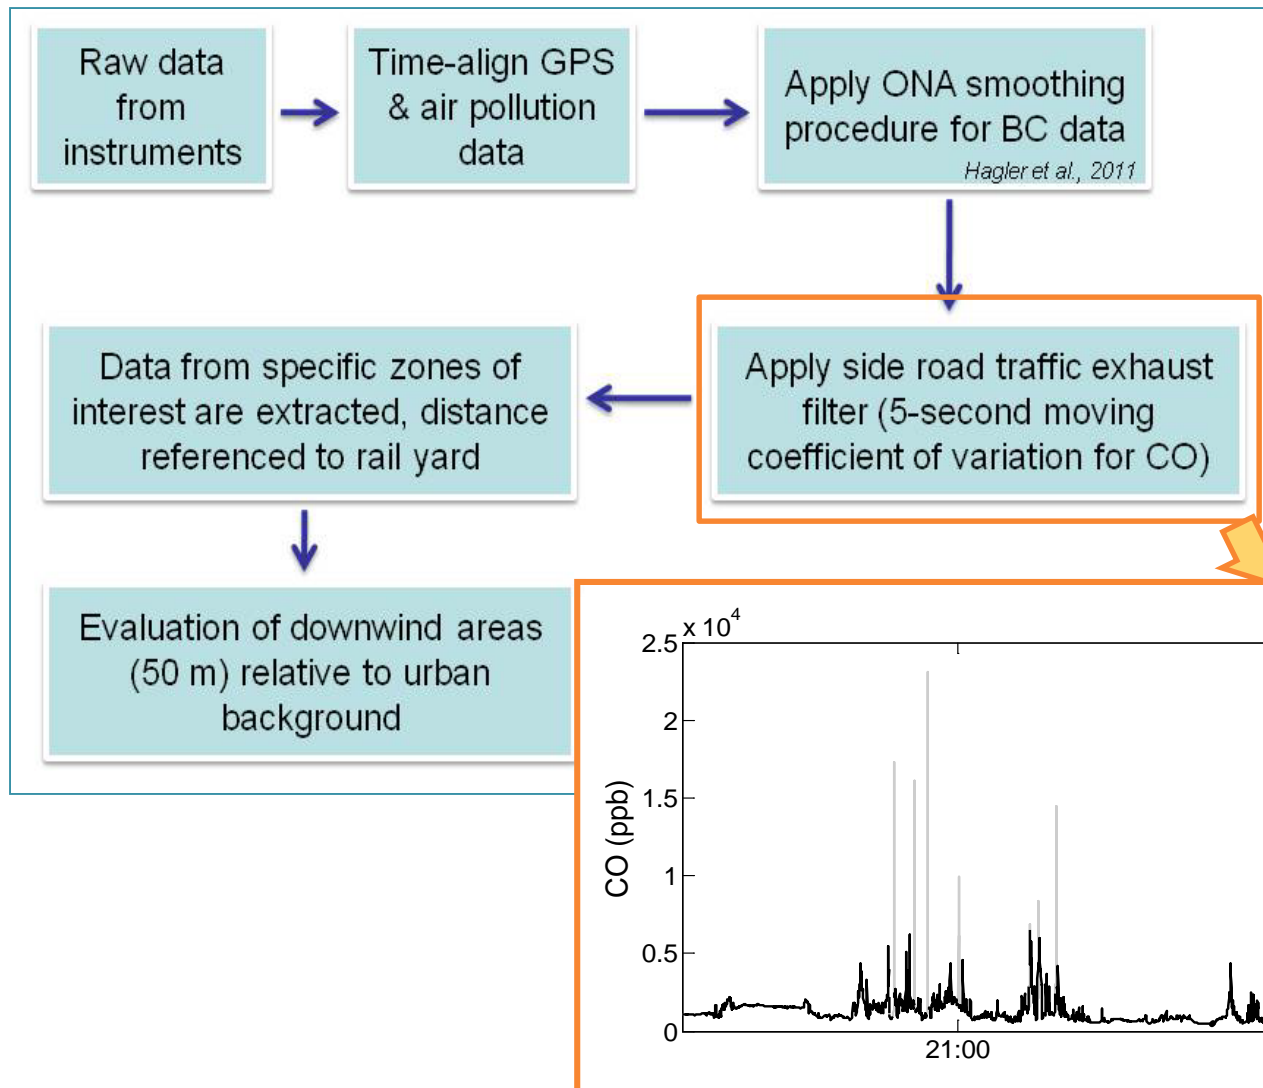 Raw data
from
instruments
Time-align GPS
& air pollution
data
Apply ONA smoothing
procedure for BC data
Hagler et al., 2011
Apply side road traffic exhaust
filter (5-second moving
coefficient of variation for CO)
Data from specific zones of
interest are extracted, distance
referenced to rail yard
Evaluation of downwind areas
(50 m) relative to urban
background
x 10^4
2.5
2
1.5
1
0.5
0
CO (ppb)
21:00